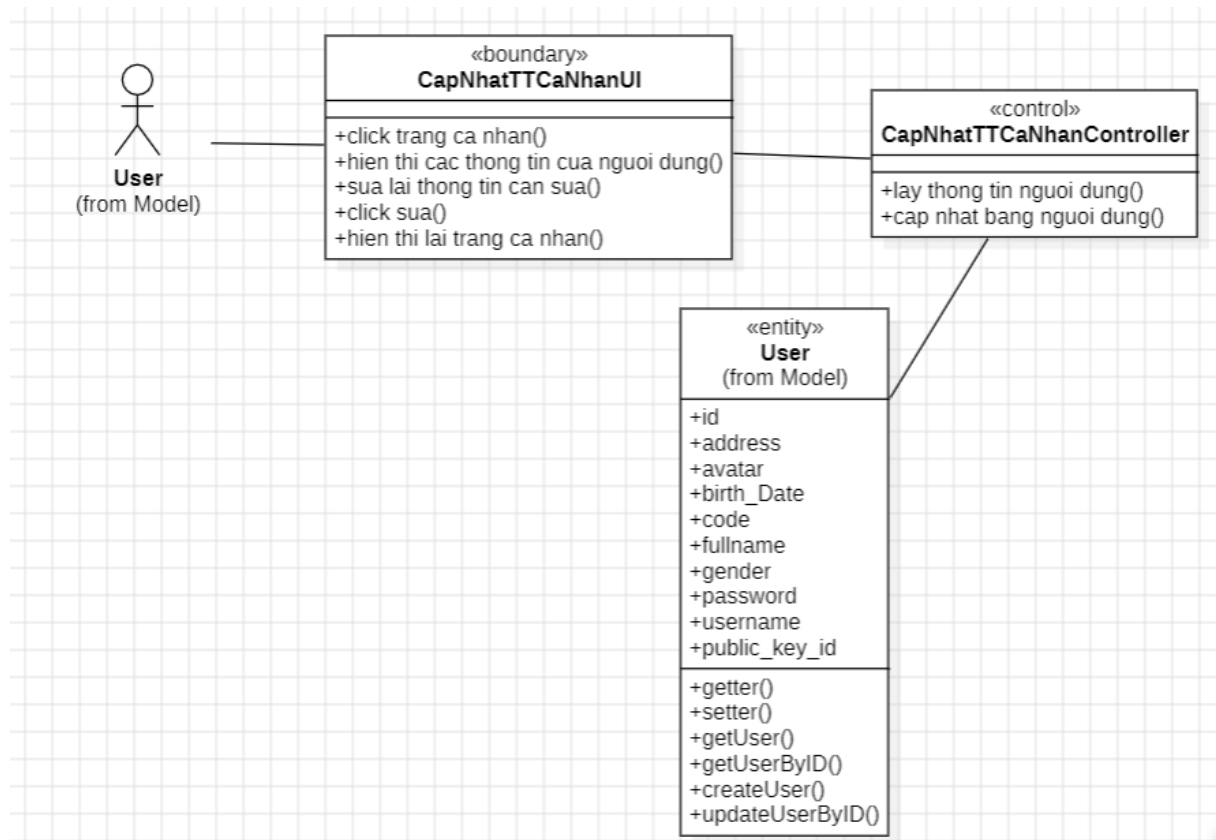 User
(from Model)
«boundary»
CapNhatTTCaNhanUI
+click trang ca nhan()
+hien thi cac thong tin cua nguoi dung()
+sua lai thong tin can sua()
+click sua()
+hien thi lai trang ca nhan()
«control»
CapNhatTTCaNhanController
+lay thong tin nguoi dung()
+cap nhat bang nguoi dung()
«entity»
User
(from Model)
+id
+address
+avatar
+birth_Date
+code
+fullname
+gender
+password
+username
+public_key_id
+getter()
+setter()
+getUser()
+getUserByID()
+createUser()
+updateUserByID()